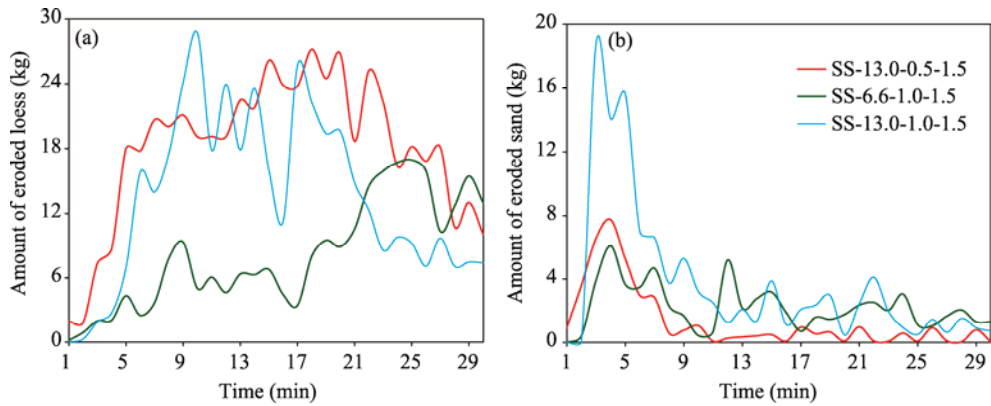 (a)
Amount of eroded loess (kg)
30
24
18
12
6
0
1 5 9 13 17 21 25 29
Time (min)
(b)
Amount of eroded sand (kg)
20
16
12
8
4
0
1 5 9 13 17 21 25 29
Time (min)
SS-13.0-0.5-1.5
SS-6.6-1.0-1.5
SS-13.0-1.0-1.5